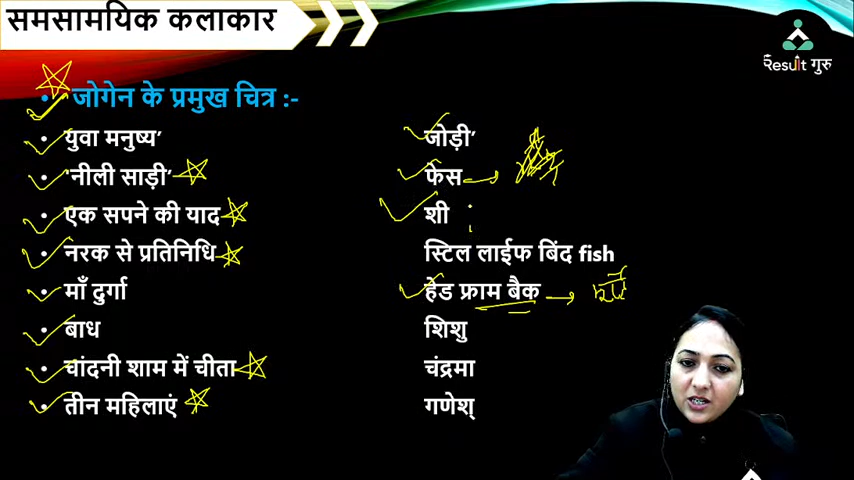 समसामयिक कलाकार
Result गुरु
• जोगेन के प्रमुख चित्र :-
• युवा मनुष्य’
• 'नीली साड़ी'
• एक सपने की याद
• नरक से प्रतिनिधि
• माँ दुर्गा
• बाध
• चांदनी शाम में चीता
• तीन महिलाएं
जोड़ी’
फेस
शी
स्टिल लाईफ बिंद fish
हेड फ्राम बैक
शिशु
चंद्रमा
गणेश्